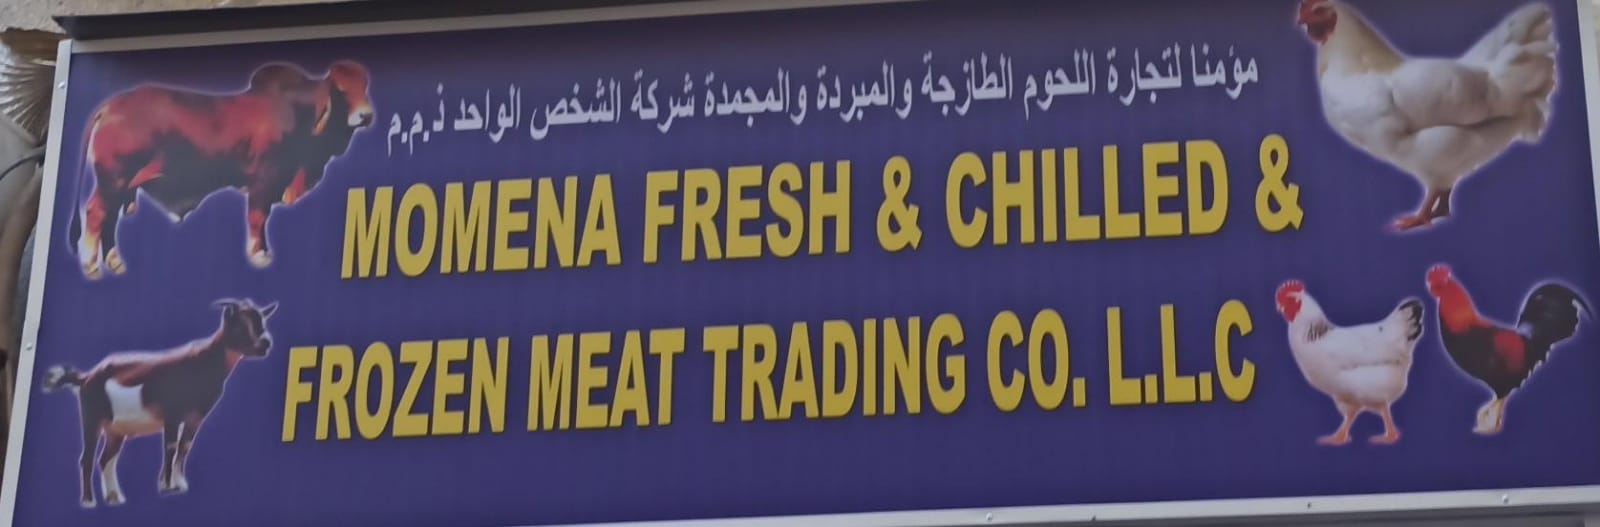 مؤمنا لتجارة اللحوم الطازجة والمبردة والمجمدة شركة الشخص الواحد ذ.م.م
MOMENA FRESH & CHILLED &
FROZEN MEAT TRADING CO. L.L.C